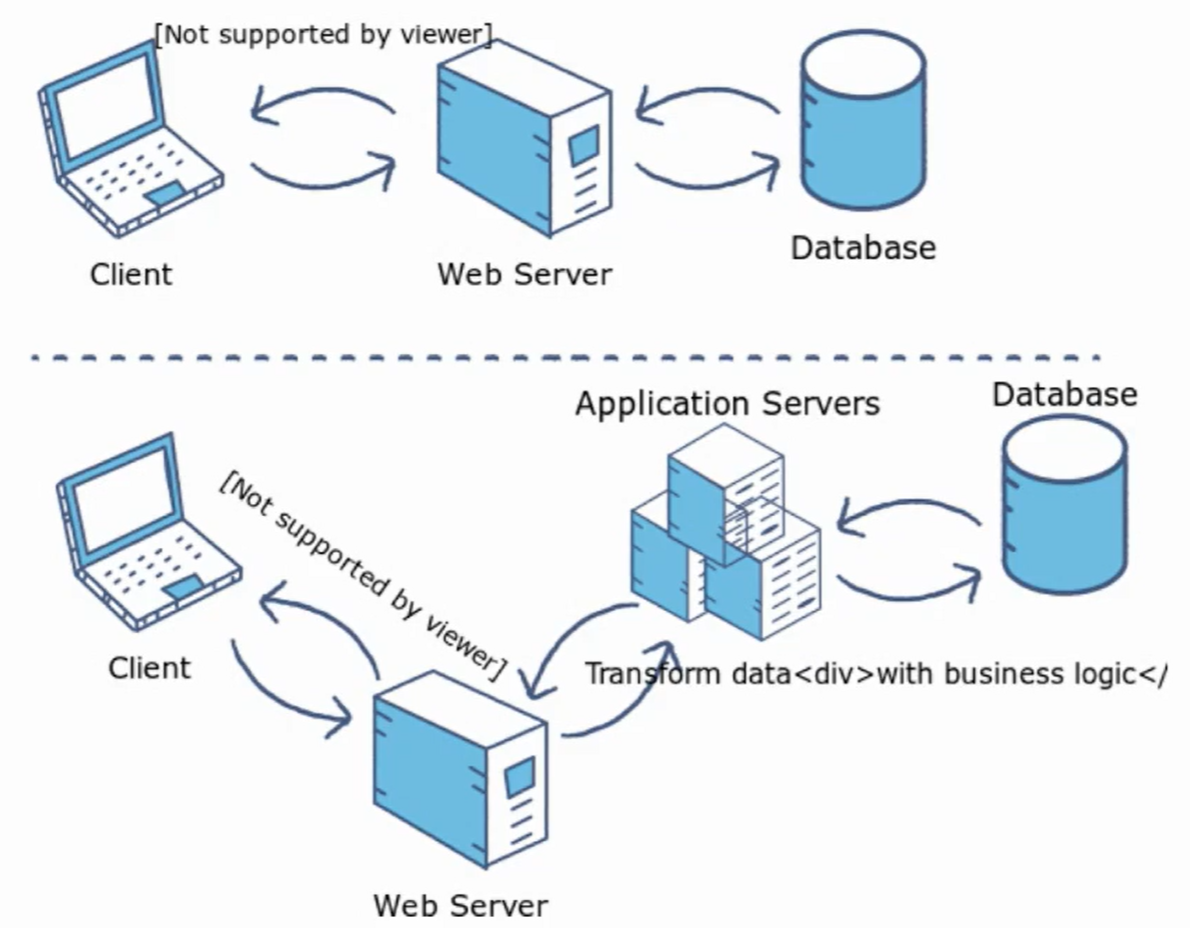 [Not supported by viewer]
Client
Web Server
Database
Application Servers
Database
[Not supported by viewer]
Client
Transform data<div>with business logic</
Web Server